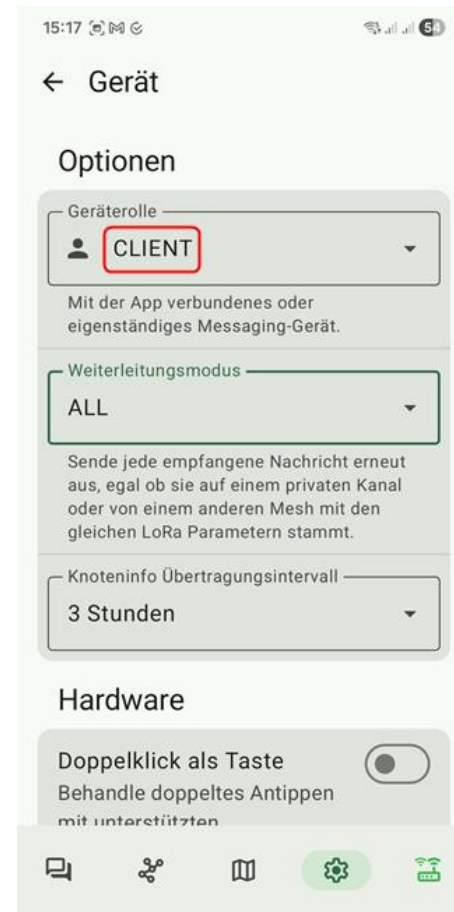 15:17
54
Gerät
Optionen
Geräterolle
CLIENT
Mit der App verbundenes oder
eigenständiges Messaging-Gerät.
Weiterleitungsmodus
ALL
Sende jede empfangene Nachricht erneut
aus, egal ob sie auf einem privaten Kanal
oder von einem anderen Mesh mit den
gleichen LoRa Parametern stammt.
Knoteninfo Übertragungsintervall
3 Stunden
Hardware
Doppelklick als Taste
Behandle doppeltes Antippen
mit unterstützten